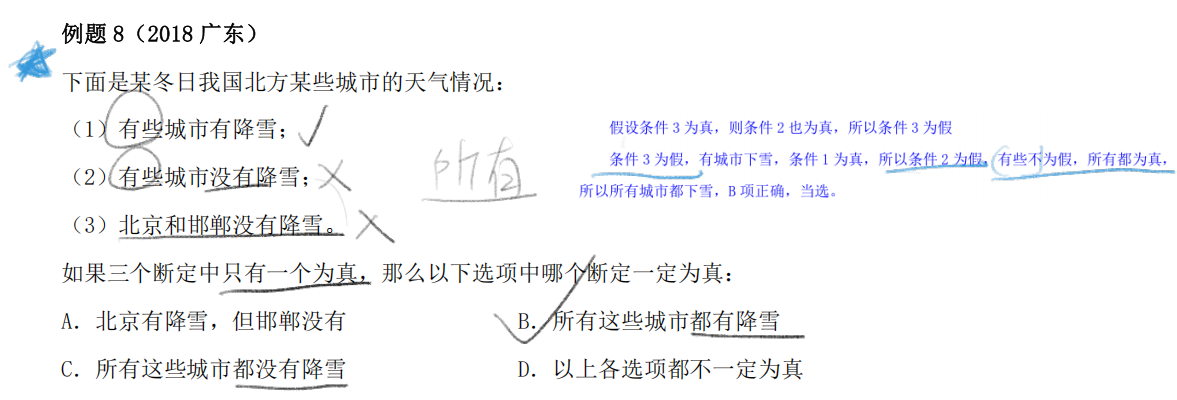 例题 8（2018 广东）
下面是某冬日我国北方某些城市的天气情况：
（1）有些城市有降雪；
假设条件 3 为真，则条件 2 也为真，所以条件 3 为假
条件 3 为假，有城市下雪，条件 1 为真，所以条件 2 为假。有些不为假，所有都为真，
（2）有些城市没有降雪；
所有
所以所有城市都下雪，B 项正确，当选。
（3）北京和邯郸没有降雪。
如果三个断定中只有一个为真，那么以下选项中哪个断定一定为真：
A. 北京有降雪，但邯郸没有
B. 所有这些城市都有降雪
C. 所有这些城市都没有降雪
D. 以上各选项都不一定为真